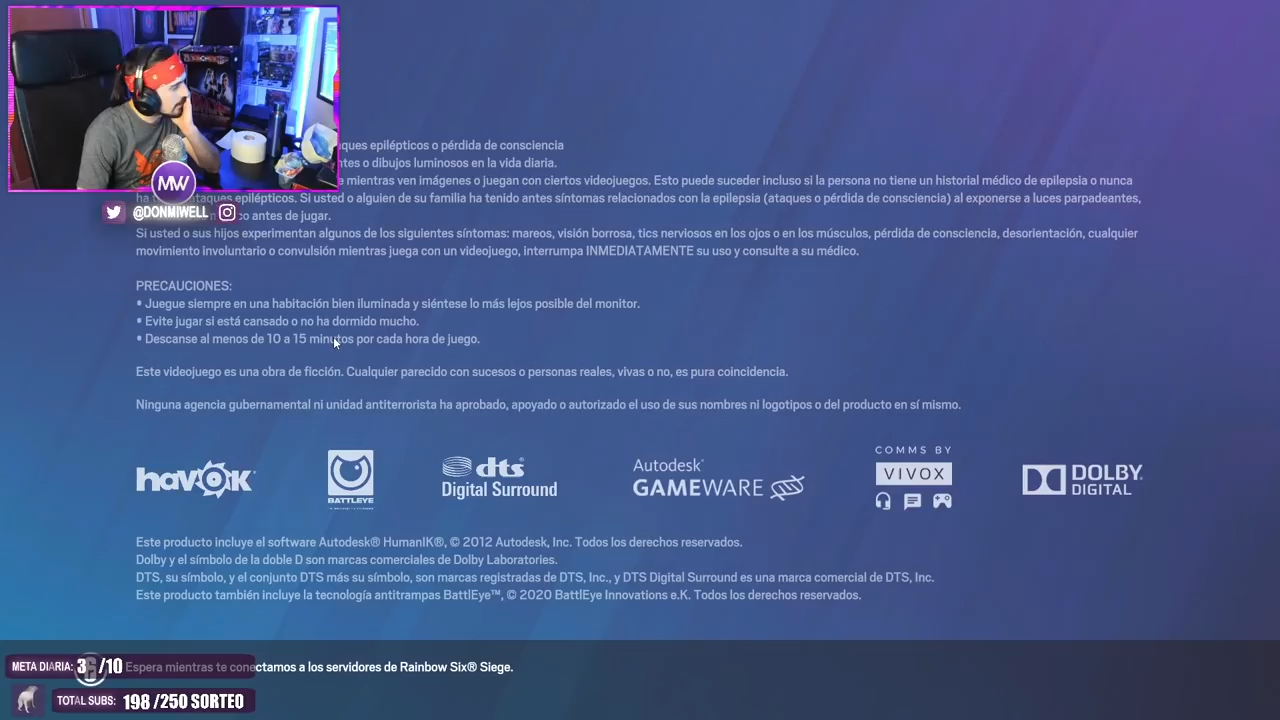 ques epilépticos o pérdida de consciencia
ntes o dibujos luminosos en la vida diaria.
e mientras ven imágenes o juegan con ciertos videojuegos. Esto puede suceder incluso si la persona no tiene un historial médico de epilepsia o nunca
ataques epilépticos. Si usted o alguien de su familia ha tenido antes síntomas relacionados con la epilepsia (ataques o pérdida de consciencia) al exponerse a luces parpadeantes,
MW
@DONMIWELL
co antes de jugar.
Si usted o sus hijos experimentan algunos de los siguientes síntomas: mareos, visión borrosa, tics nerviosos en los ojos o en los músculos, pérdida de consciencia, desorientación, cualquier
movimiento involuntario o convulsión mientras juega con un videojuego, interrumpa INMEDIATAMENTE su uso y consulte a su médico.
PRECAUCIONES:
• Juegue siempre en una habitación bien iluminada y siéntese lo más lejos posible del monitor.
• Evite jugar si está cansado o no ha dormido mucho.
• Descanse al menos de 10 a 15 minutos por cada hora de juego.
Este videojuego es una obra de ficción. Cualquier parecido con sucesos o personas reales, vivas o no, es pura coincidencia.
Ninguna agencia gubernamental ni unidad antiterrorista ha aprobado, apoyado o autorizado el uso de sus nombres ni logotipos o del producto en sí mismo.
havok
BATTLEYE
dts Digital Surround
Autodesk® GAMEWARE
COMMS BY VIVOX
DOLBY DIGITAL
Este producto incluye el software Autodesk® HumanIK®, © 2012 Autodesk, Inc. Todos los derechos reservados.
Dolby y el símbolo de la doble D son marcas comerciales de Dolby Laboratories.
DTS, su símbolo, y el conjunto DTS más su símbolo, son marcas registradas de DTS, Inc., y DTS Digital Surround es una marca comercial de DTS, Inc.
Este producto también incluye la tecnología antitrampas BattlEye™, © 2020 BattlEye Innovations e.K. Todos los derechos reservados.
META DIARIA: 3 /10 Espera mientras te conectamos a los servidores de Rainbow Six® Siege.
TOTAL SUBS: 198 /250 SORTEO